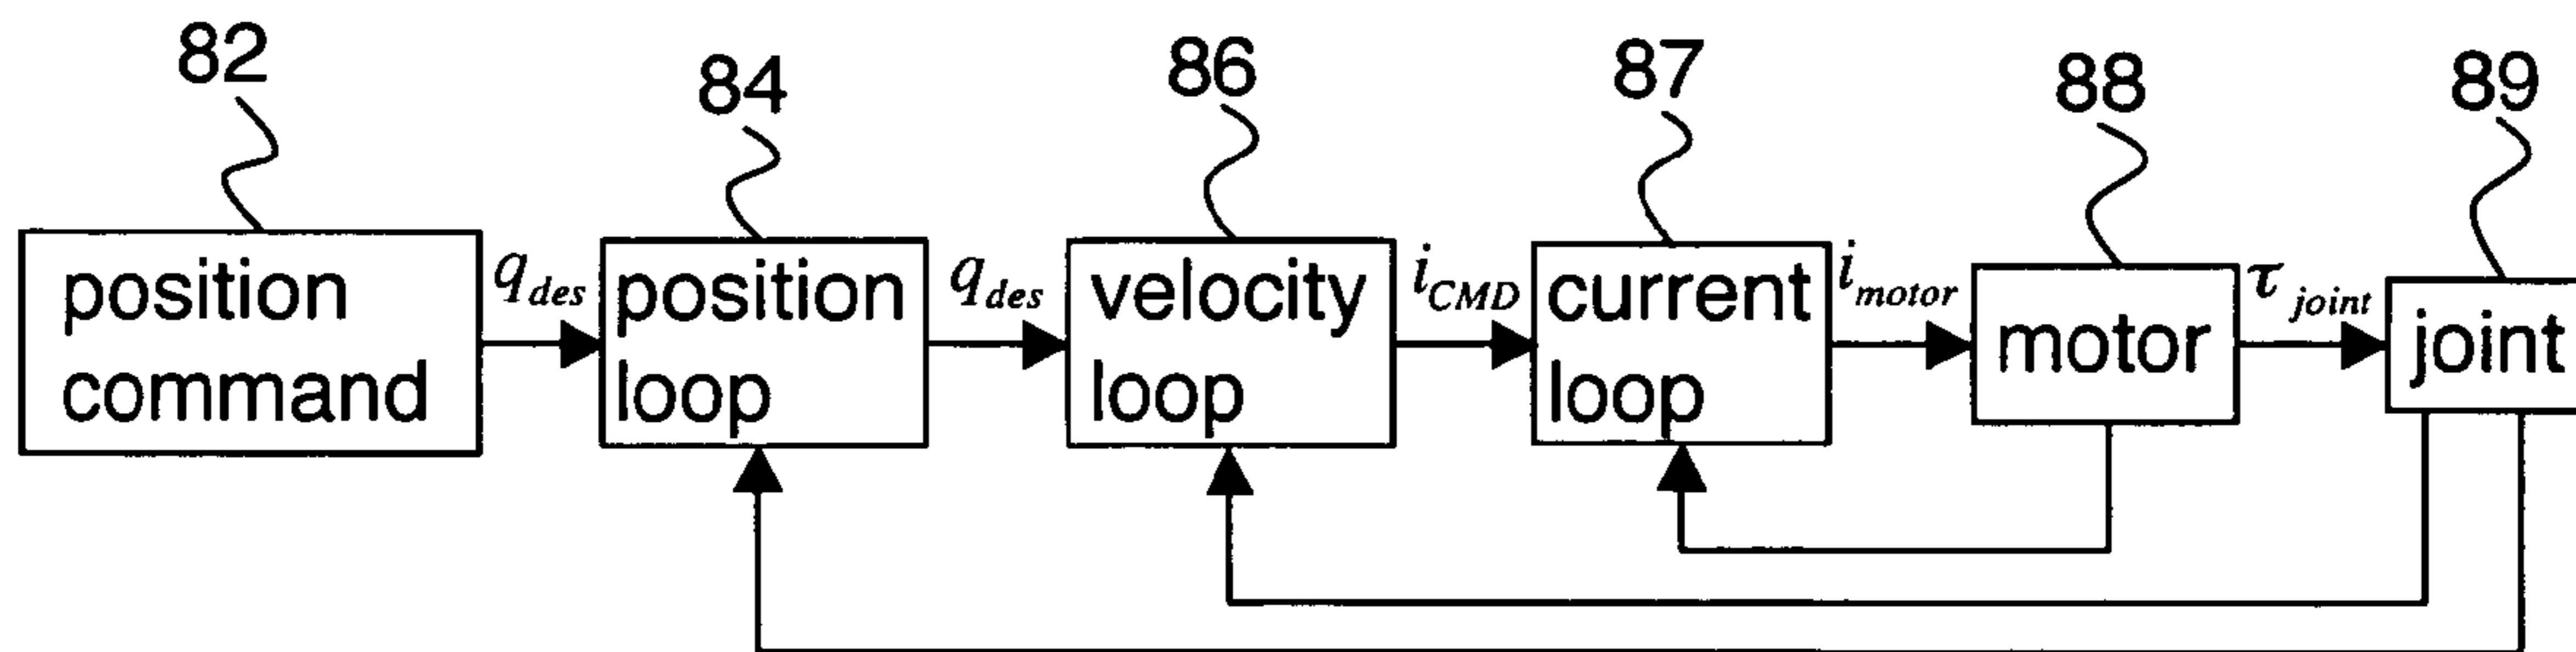 82
84
86
87
88
89
position
command
q_des
position
loop
q_des
velocity
loop
i_CMD
current
loop
i_motor
motor
τ_joint
joint